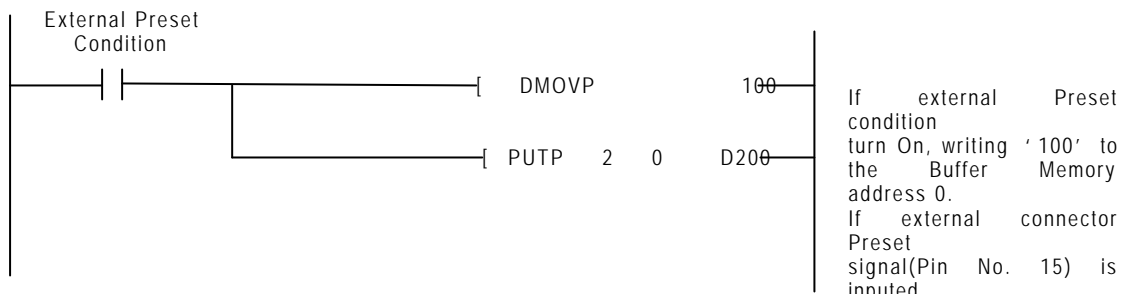 External Preset
Condition
[ DMOVP 100
[ PUTP 2 0 D200
If external Preset
condition
turn On, writing ‘100’ to
the Buffer Memory
address 0.
If external connector
Preset
signal(Pin No. 15) is
inputed